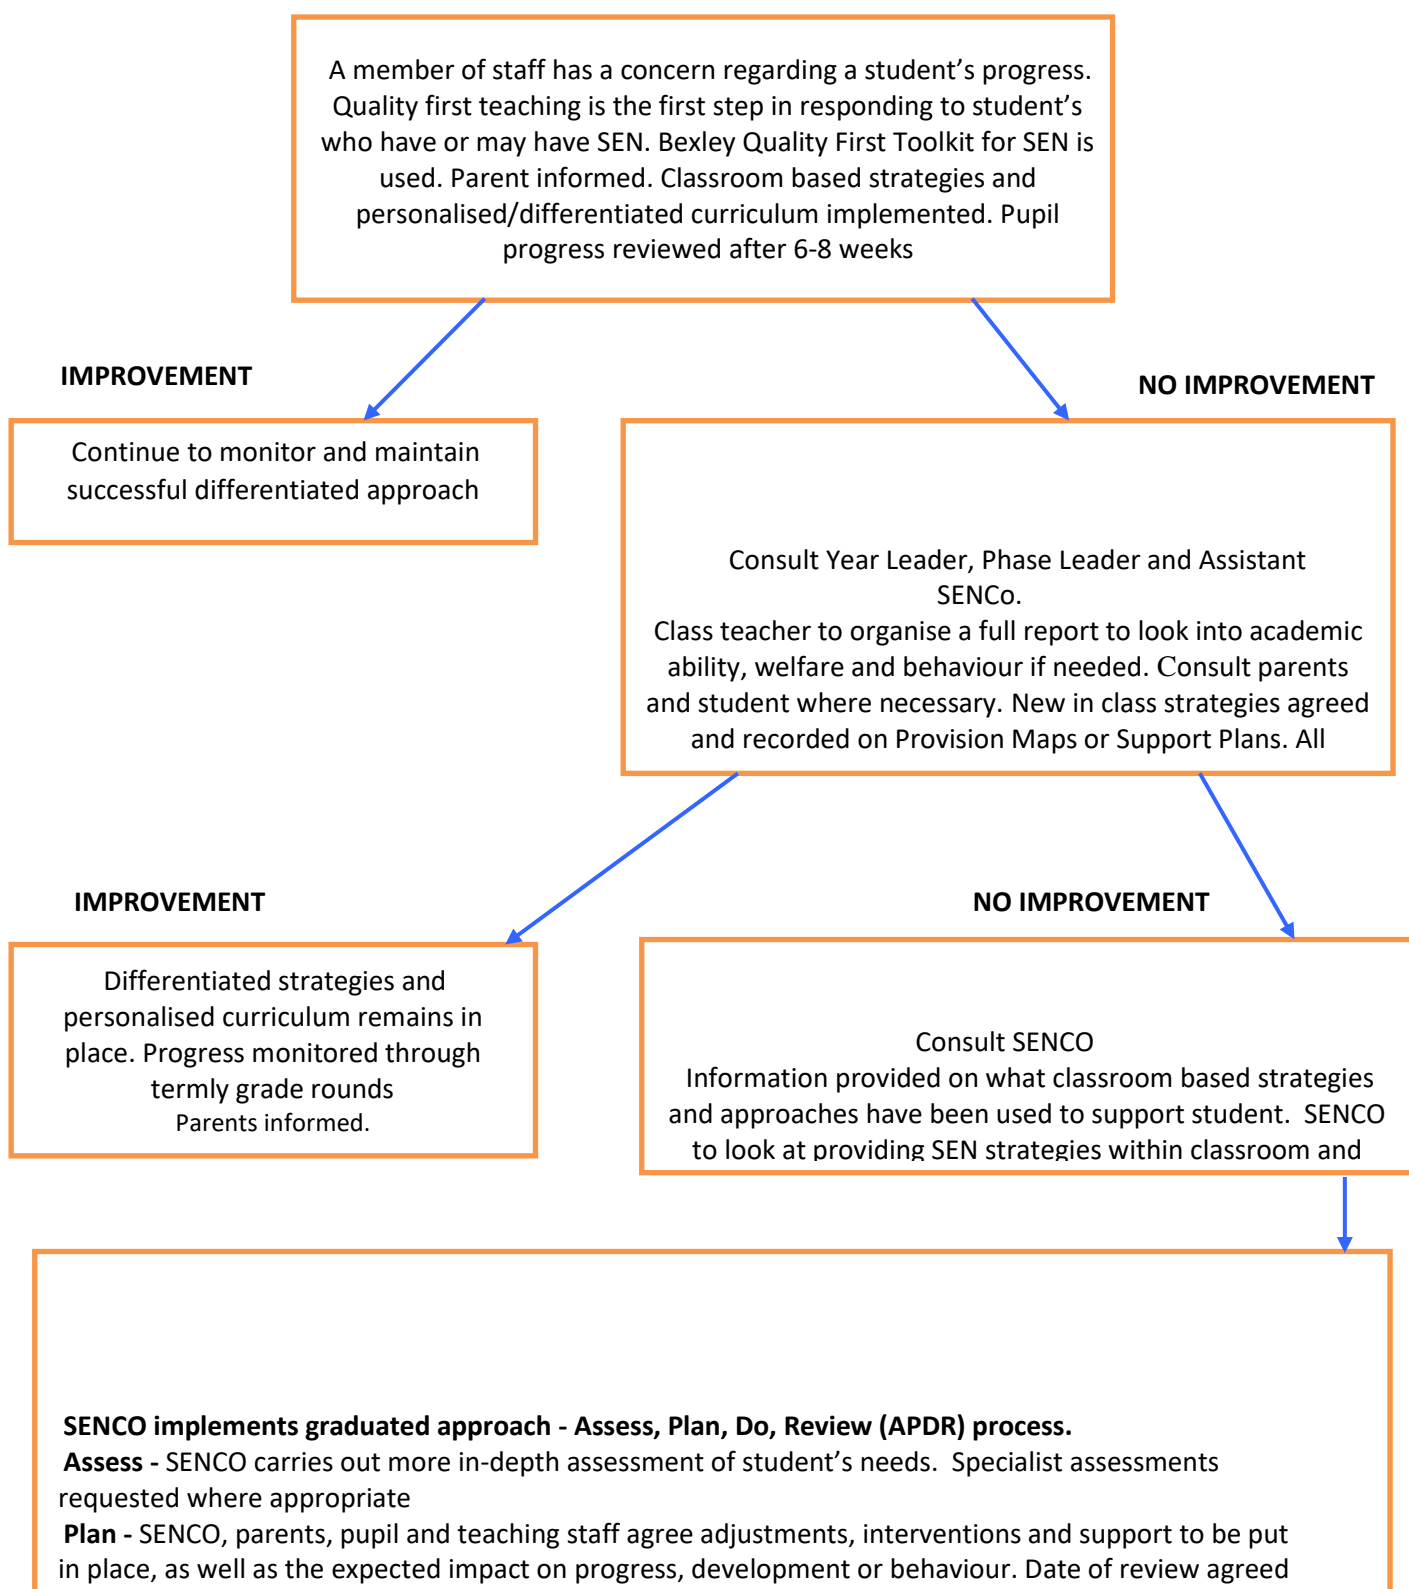 A member of staff has a concern regarding a student’s progress.
Quality first teaching is the first step in responding to student’s
who have or may have SEN. Bexley Quality First Toolkit for SEN is
used. Parent informed. Classroom based strategies and
personalised/differentiated curriculum implemented. Pupil
progress reviewed after 6-8 weeks
IMPROVEMENT
NO IMPROVEMENT
Continue to monitor and maintain
successful differentiated approach
Consult Year Leader, Phase Leader and Assistant
SENCo.
Class teacher to organise a full report to look into academic
ability, welfare and behaviour if needed. Consult parents
and student where necessary. New in class strategies agreed
and recorded on Provision Maps or Support Plans. All
IMPROVEMENT
NO IMPROVEMENT
Differentiated strategies and
personalised curriculum remains in
place. Progress monitored through
termly grade rounds
Parents informed.
Consult SENCO
Information provided on what classroom based strategies
and approaches have been used to support student.  SENCO
to look at providing SEN strategies within classroom and
SENCO implements graduated approach - Assess, Plan, Do, Review (APDR) process.
Assess - SENCO carries out more in-depth assessment of student’s needs.  Specialist assessments
requested where appropriate
Plan - SENCO, parents, pupil and teaching staff agree adjustments, interventions and support to be put
in place, as well as the expected impact on progress, development or behaviour. Date of review agreed